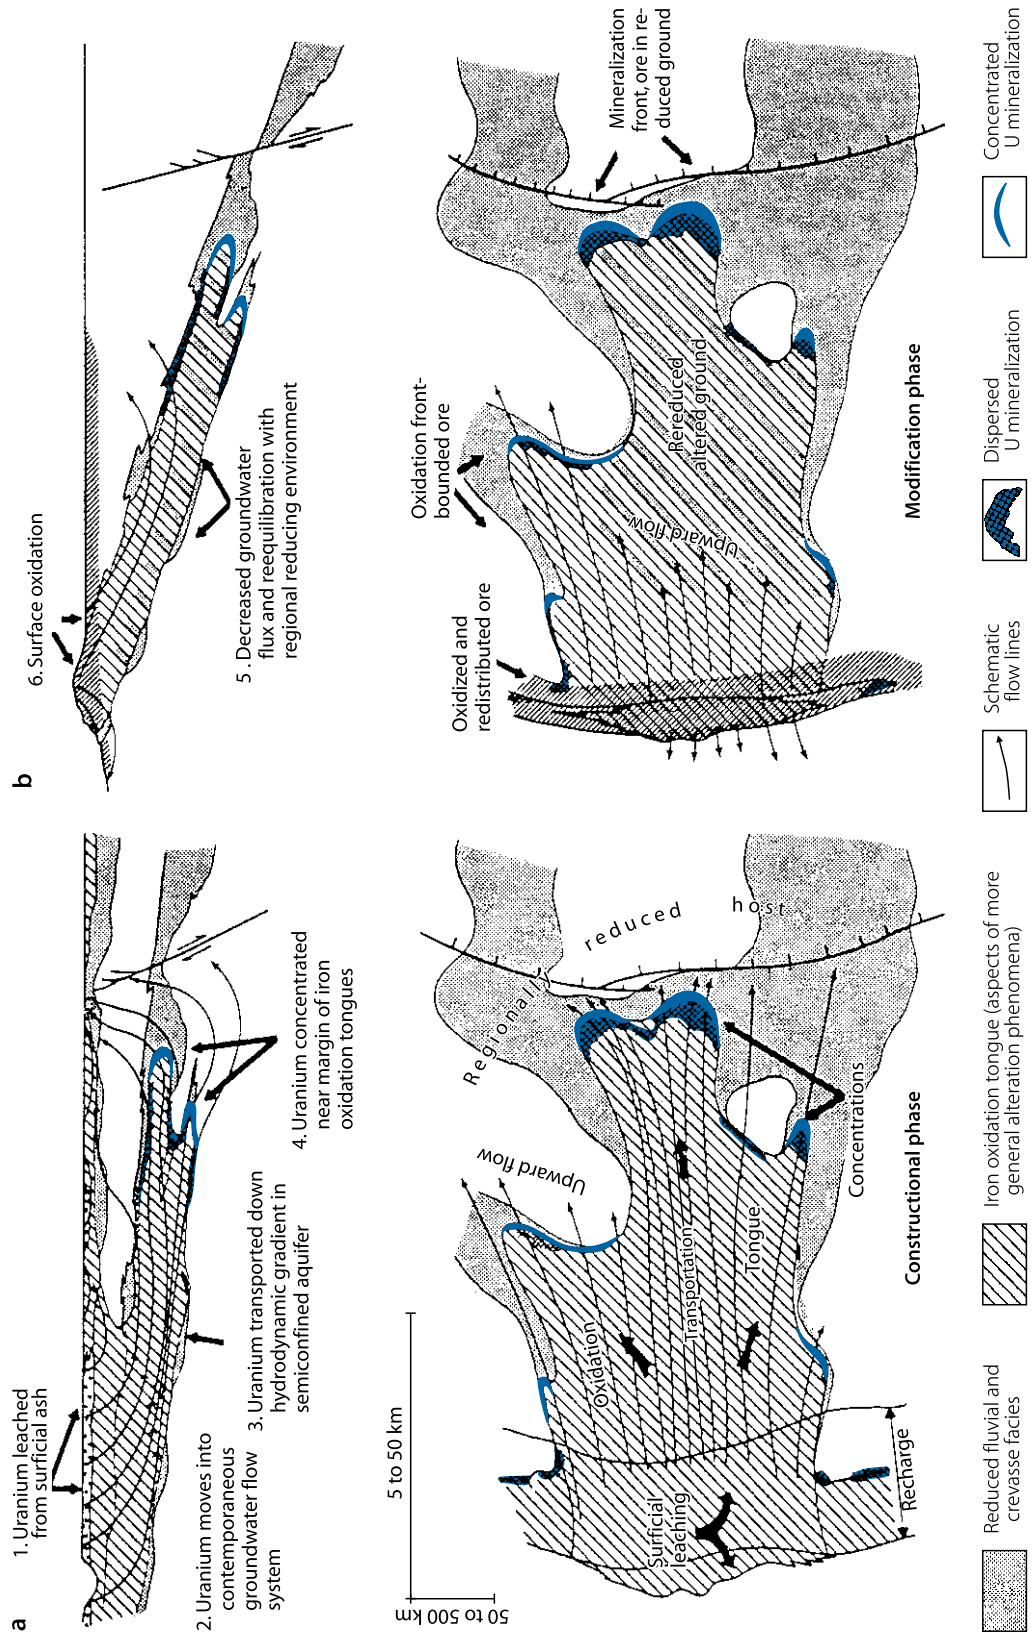 a
1. Uranium leached
from surficial ash
2. Uranium moves into
contemporaneous
groundwater flow
system
3. Uranium transported down
hydrodynamic gradient in
semiconfined aquifer
4. Uranium concentrated
near margin of iron
oxidation tongues
5 to 50 km
50 to 500 km
Surficial
leaching
Recharge
Oxidation
Transportation
Tongue
Upward flow
Regionally
reduced
host
Concentrations
Constructional phase
b
6. Surface oxidation
5. Decreased groundwater
flux and reequilibration with
regional reducing environment
Oxidized and
redistributed ore
Oxidation front-
bounded ore
Mineralization
front, ore in re-
duced ground
Upward flow
Rereduced
altered ground
Modification phase
Reduced fluvial and
crevasse facies
Iron oxidation tongue (aspects of more
general alteration phenomena)
Schematic
flow lines
Dispersed
U mineralization
Concentrated
U mineralization